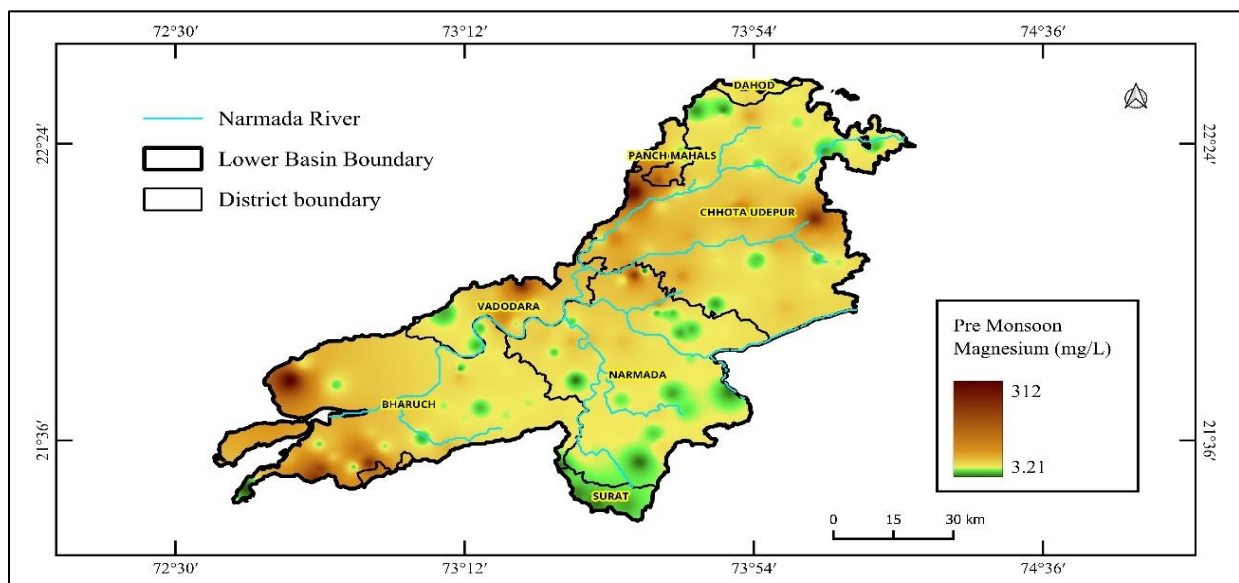 72°30′ 73°12′ 73°54′ 74°36′
DAHOD
Narmada River
22°24′ 22°24′
Lower Basin Boundary
PANCH MAHALS
District boundary
CHHOTA UDEPUR
VADODARA
Pre Monsoon
Magnesium (mg/L)
NARMADA
312
BHARUCH
21°36′ 21°36′
3.21
SURAT
0 15 30 km
72°30′ 73°12′ 73°54′ 74°36′